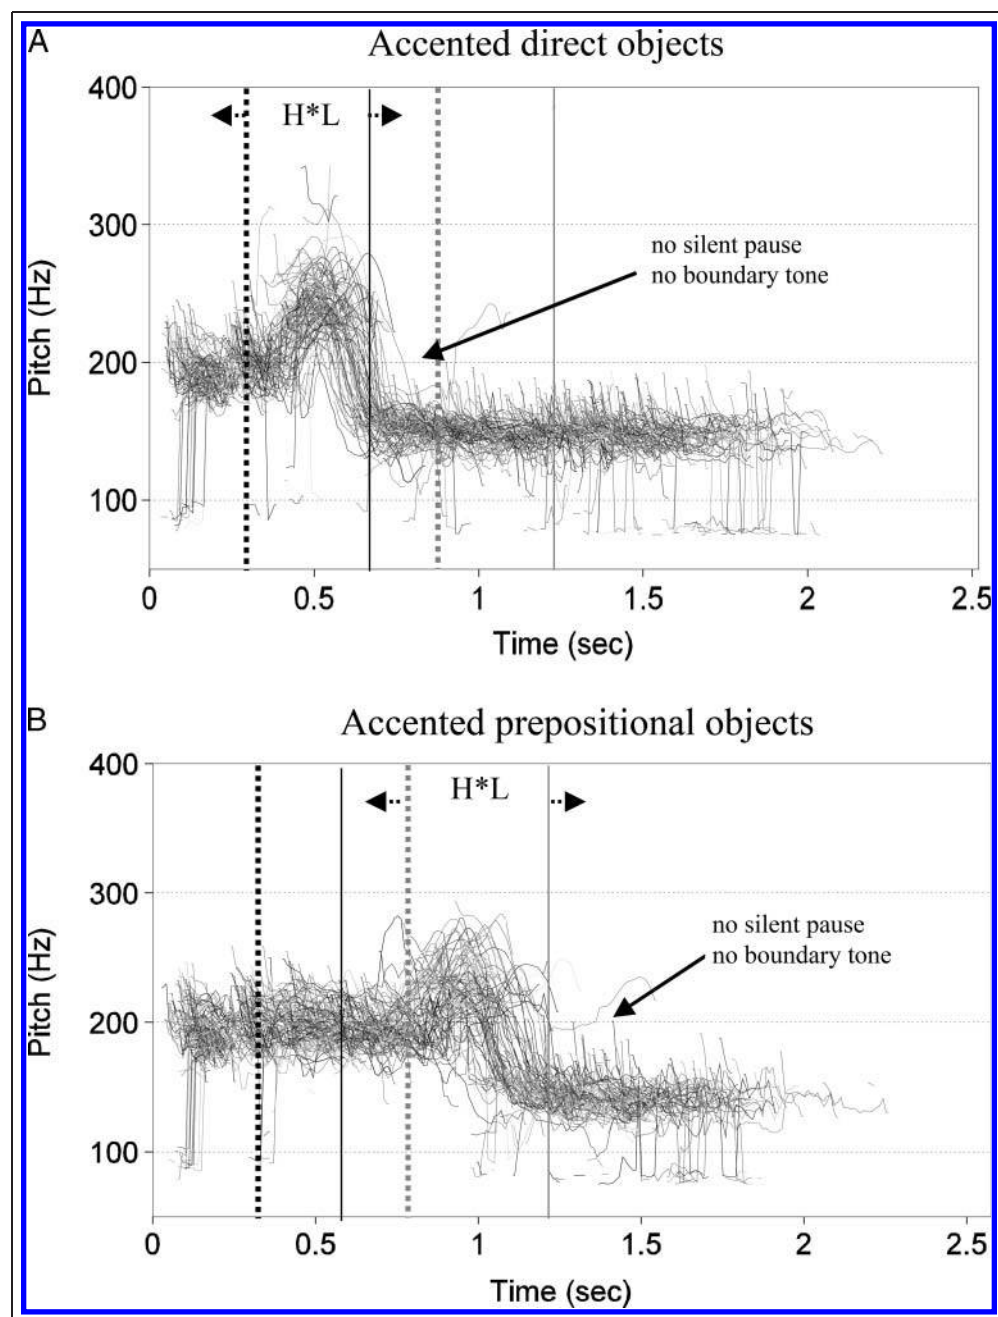 A
Accented direct objects
400
H*L
300
no silent pause
no boundary tone
200
100
Pitch (Hz)
0 0.5 1 1.5 2 2.5
Time (sec)
B
Accented prepositional objects
400
H*L
300
no silent pause
no boundary tone
200
100
Pitch (Hz)
0 0.5 1 1.5 2 2.5
Time (sec)